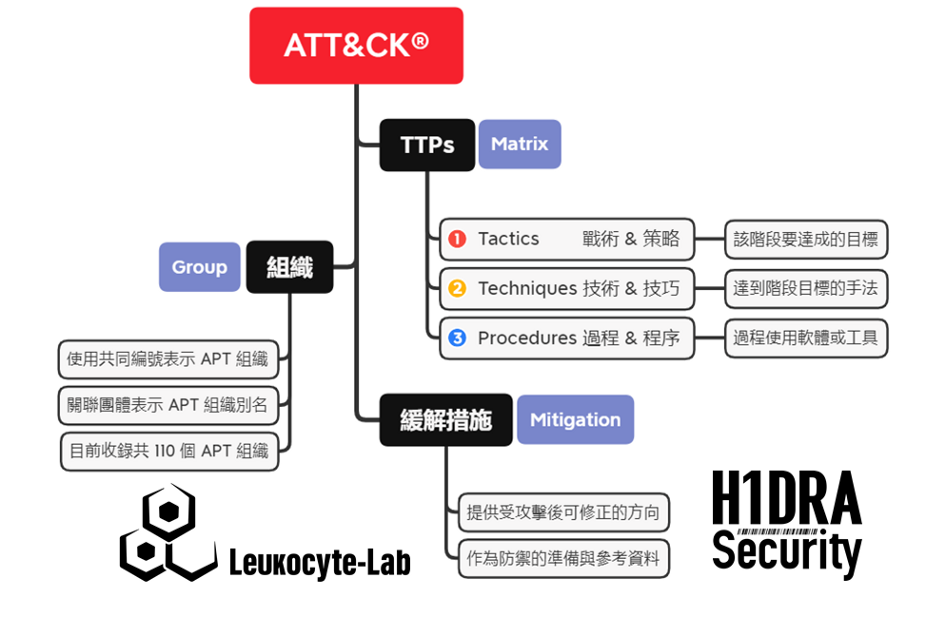 ATT&CK®
TTPs
Matrix
1 Tactics 戰術 & 策略
該階段要達成的目標
2 Techniques 技術 & 技巧
達到階段目標的手法
3 Procedures 過程 & 程序
過程使用軟體或工具
Group
組織
使用共同編號表示 APT 組織
關聯團體表示 APT 組織別名
目前收錄共 110 個 APT 組織
緩解措施
Mitigation
提供受攻擊後可修正的方向
作為防禦的準備與參考資料
Leukocyte-Lab
H1DRA
Security